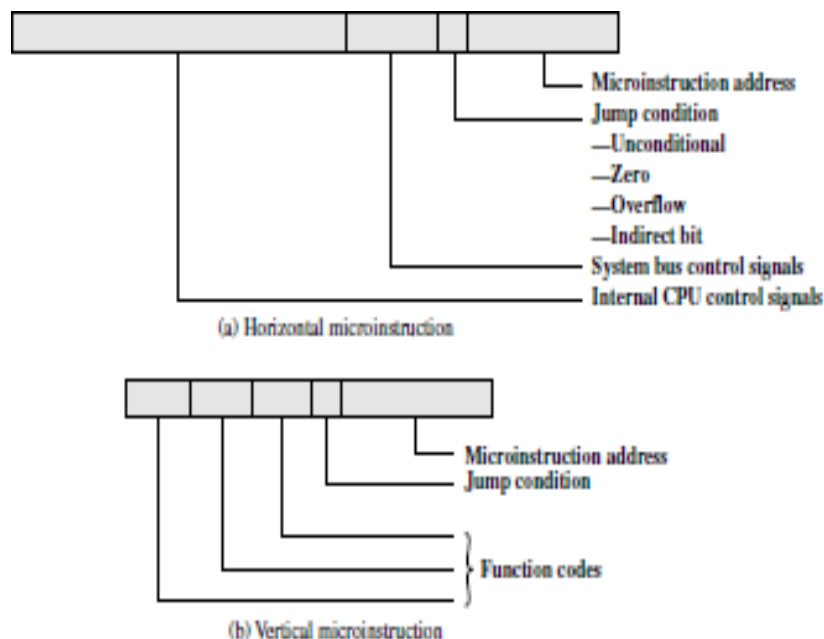 Microinstruction address
Jump condition
—Unconditional
—Zero
—Overflow
—Indirect bit
System bus control signals
Internal CPU control signals
(a) Horizontal microinstruction
Microinstruction address
Jump condition
Function codes
(b) Vertical microinstruction